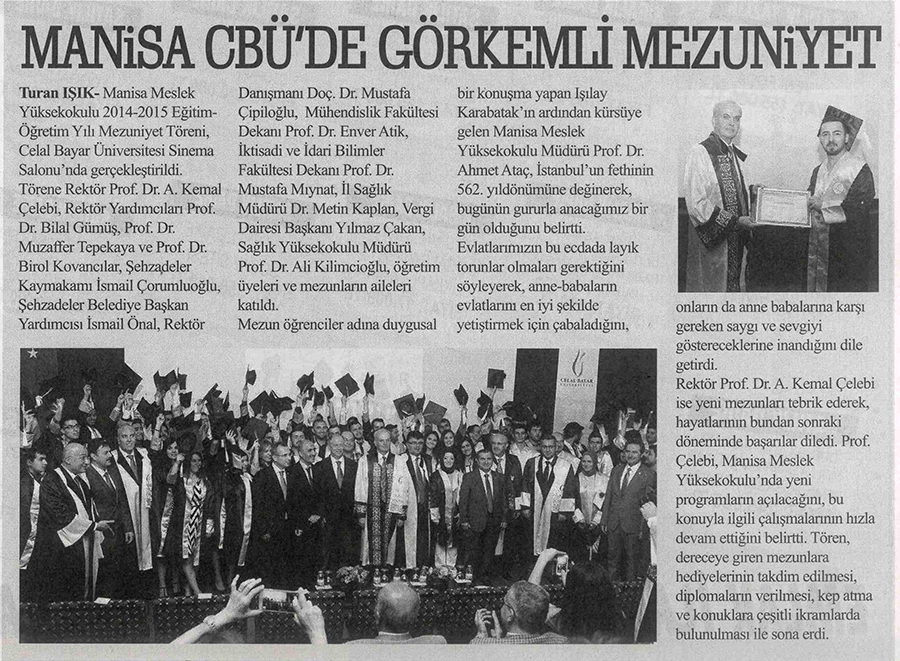 MANiSA CBÜ'DE GÖRKEMLİ MEZUNiYET
Turan IŞIK- Manisa Meslek
Yüksekokulu 2014-2015 Eğitim-
Öğretim Yılı Mezuniyet Töreni,
Celal Bayar Üniversitesi Sinema
Salonu'nda gerçekleştirildi.
Törene Rektör Prof. Dr. A. Kemal
Çelebi, Rektör Yardımcıları Prof.
Dr. Bilal Gümüş, Prof. Dr.
Muzaffer Tepekaya ve Prof. Dr.
Birol Kovancılar, Şehzadeler
Kaymakamı İsmail Çorumluoğlu,
Şehzadeler Belediye Başkan
Yardımcısı İsmail Önal, Rektör
Danışmanı Doç. Dr. Mustafa
Çipiloğlu, Mühendislik Fakültesi
Dekanı Prof. Dr. Enver Atik,
İktisadi ve İdari Bilimler
Fakültesi Dekanı Prof. Dr.
Mustafa Mıynat, İl Sağlık
Müdürü Dr. Metin Kaplan, Vergi
Dairesi Başkanı Yılmaz Çakan,
Sağlık Yüksekokulu Müdürü
Prof. Dr. Ali Kilimcioğlu, öğretim
üyeleri ve mezunların aileleri
katıldı.
Mezun öğrenciler adına duygusal
bir konuşma yapan Işılay
Karabatak'ın ardından kürsüye
gelen Manisa Meslek
Yüksekokulu Müdürü Prof. Dr.
Ahmet Ataç, İstanbul'un fethinin
562. yıldönümüne değinerek,
bugünün gururla anacağımız bir
gün olduğunu belirtti.
Evlatlarımızın bu ecdada layık
torunlar olmaları gerektiğini
söyleyerek, anne-babaların
evlatlarını en iyi şekilde
yetiştirmek için çabaladığını,
onların da anne babalarına karşı
gereken saygı ve sevgiyi
göstereceklerine inandığını dile
getirdi.
Rektör Prof. Dr. A. Kemal Çelebi
ise yeni mezunları tebrik ederek,
hayatlarının bundan sonraki
döneminde başarılar diledi. Prof.
Çelebi, Manisa Meslek
Yüksekokulu'nda yeni
programların açılacağını, bu
konuyla ilgili çalışmalarının hızla
devam ettiğini belirtti. Tören,
dereceye giren mezunlara
hediyelerinin takdim edilmesi,
diplomaların verilmesi, kep atma
ve konuklara çeşitli ikramlarda
bulunulması ile sona erdi.
CELAL BAYAR
ÜNİVERSİTESİ